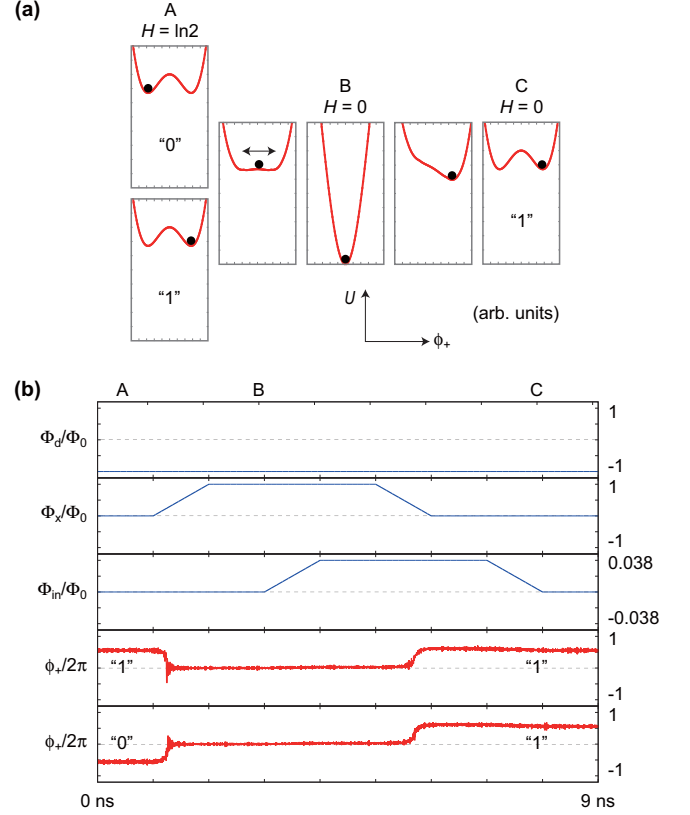 (a)
A
H = ln2
"0"
"1"
B
H = 0
C
H = 0
"1"
U
ϕ+
(arb. units)
(b)
A B C
Φd/Φ0
1
-1
Φx/Φ0
1
-1
Φin/Φ0
0.038
-0.038
ϕ+/2π
"1" "1"
1
-1
ϕ+/2π
"0" "1"
1
-1
0 ns 9 ns